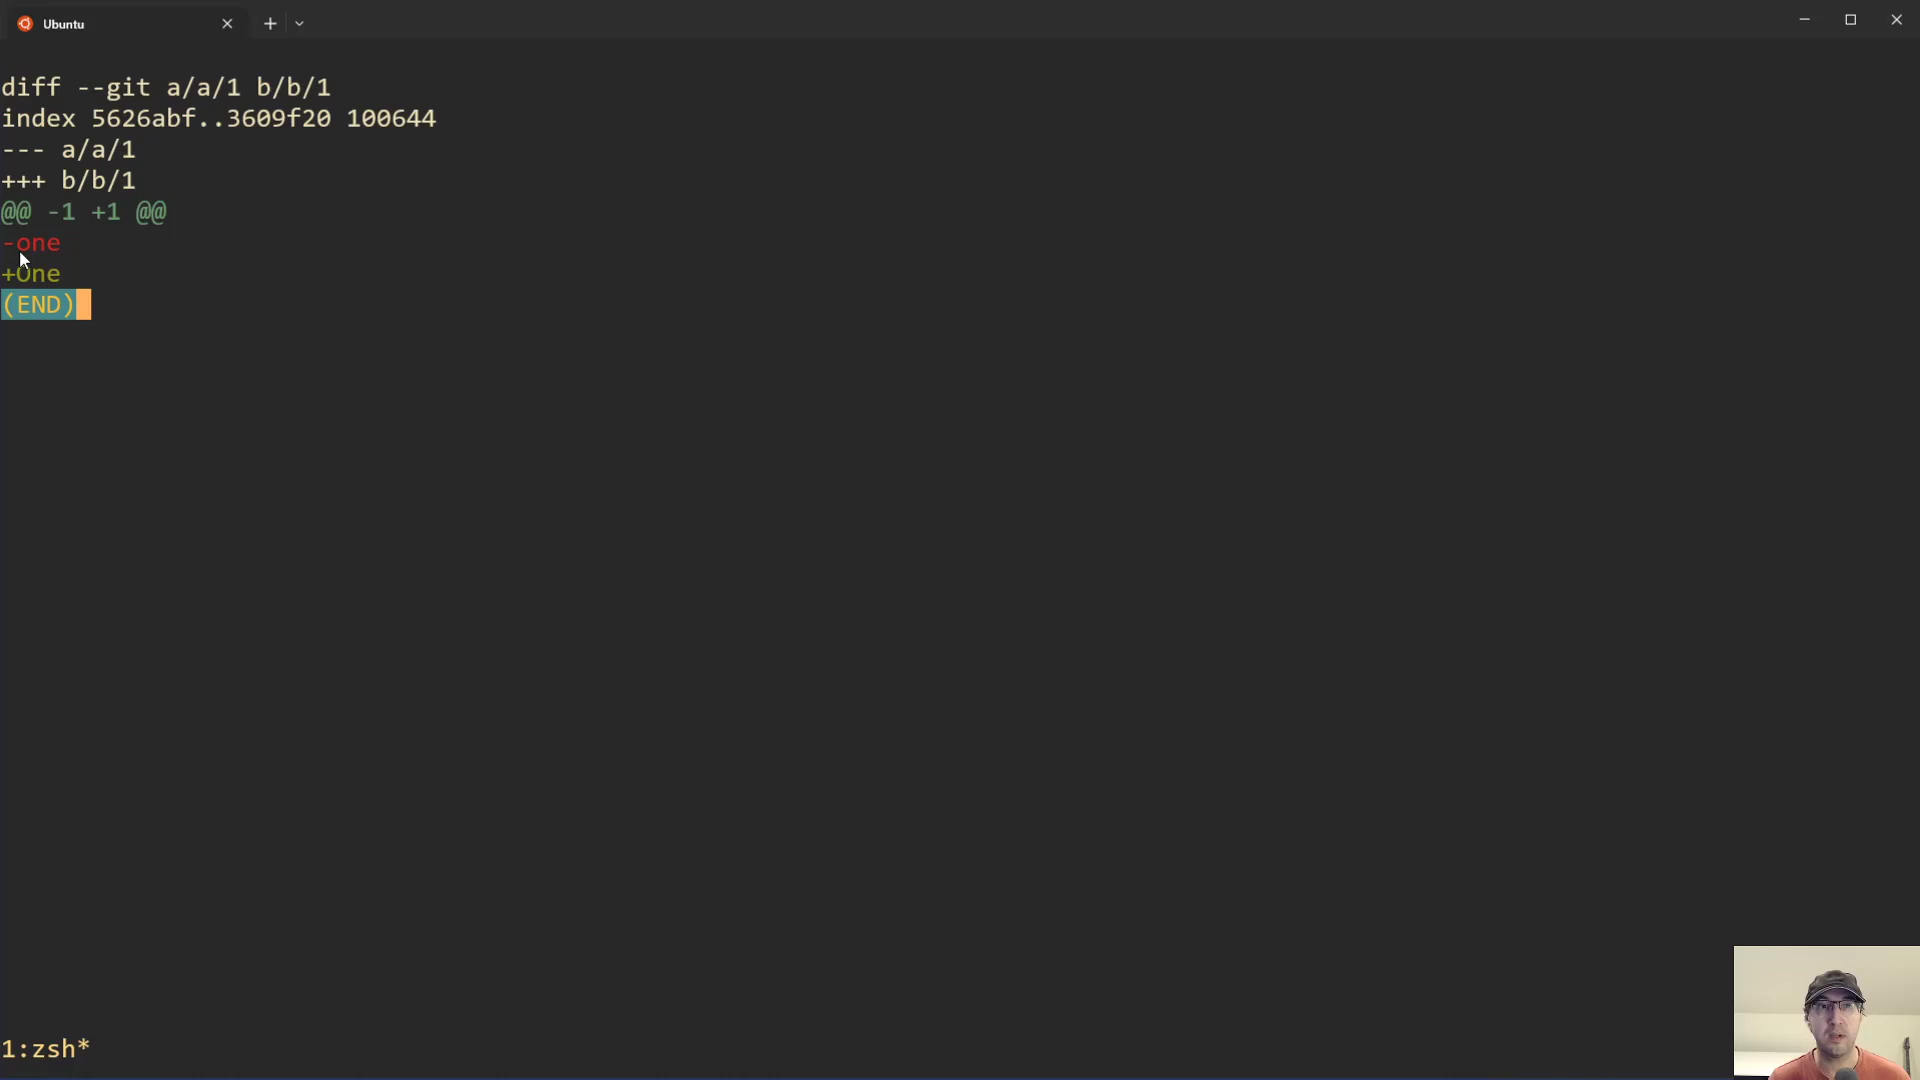 Ubuntu
diff --git a/a/1 b/b/1
index 5626abf..3609f20 100644
--- a/a/1
+++ b/b/1
@@ -1 +1 @@
-one
+One
(END)
1:zsh*